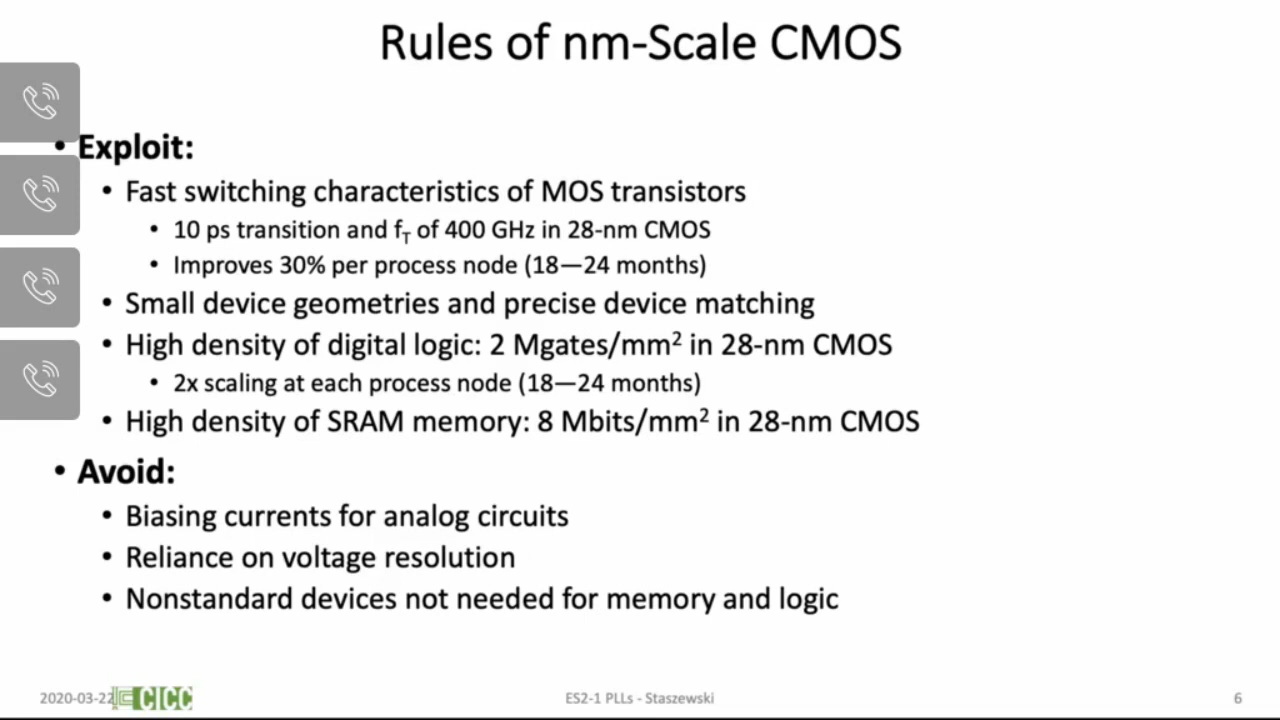 Rules of nm-Scale CMOS
• Exploit:
• Fast switching characteristics of MOS transistors
• 10 ps transition and fT of 400 GHz in 28-nm CMOS
• Improves 30% per process node (18—24 months)
• Small device geometries and precise device matching
• High density of digital logic: 2 Mgates/mm² in 28-nm CMOS
• 2x scaling at each process node (18—24 months)
• High density of SRAM memory: 8 Mbits/mm² in 28-nm CMOS
• Avoid:
• Biasing currents for analog circuits
• Reliance on voltage resolution
• Nonstandard devices not needed for memory and logic
2020-03-22 CICC ES2-1 PLLs - Staszewski 6